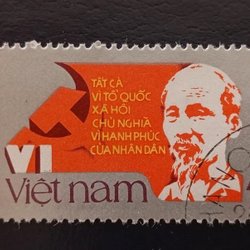 TẤT CẢ
VÌ TỔ QUỐC
XÃ HỘI
CHỦ NGHĨA
VÌ HẠNH PHÚC
CỦA NHÂN DÂN
VI
Việt nam